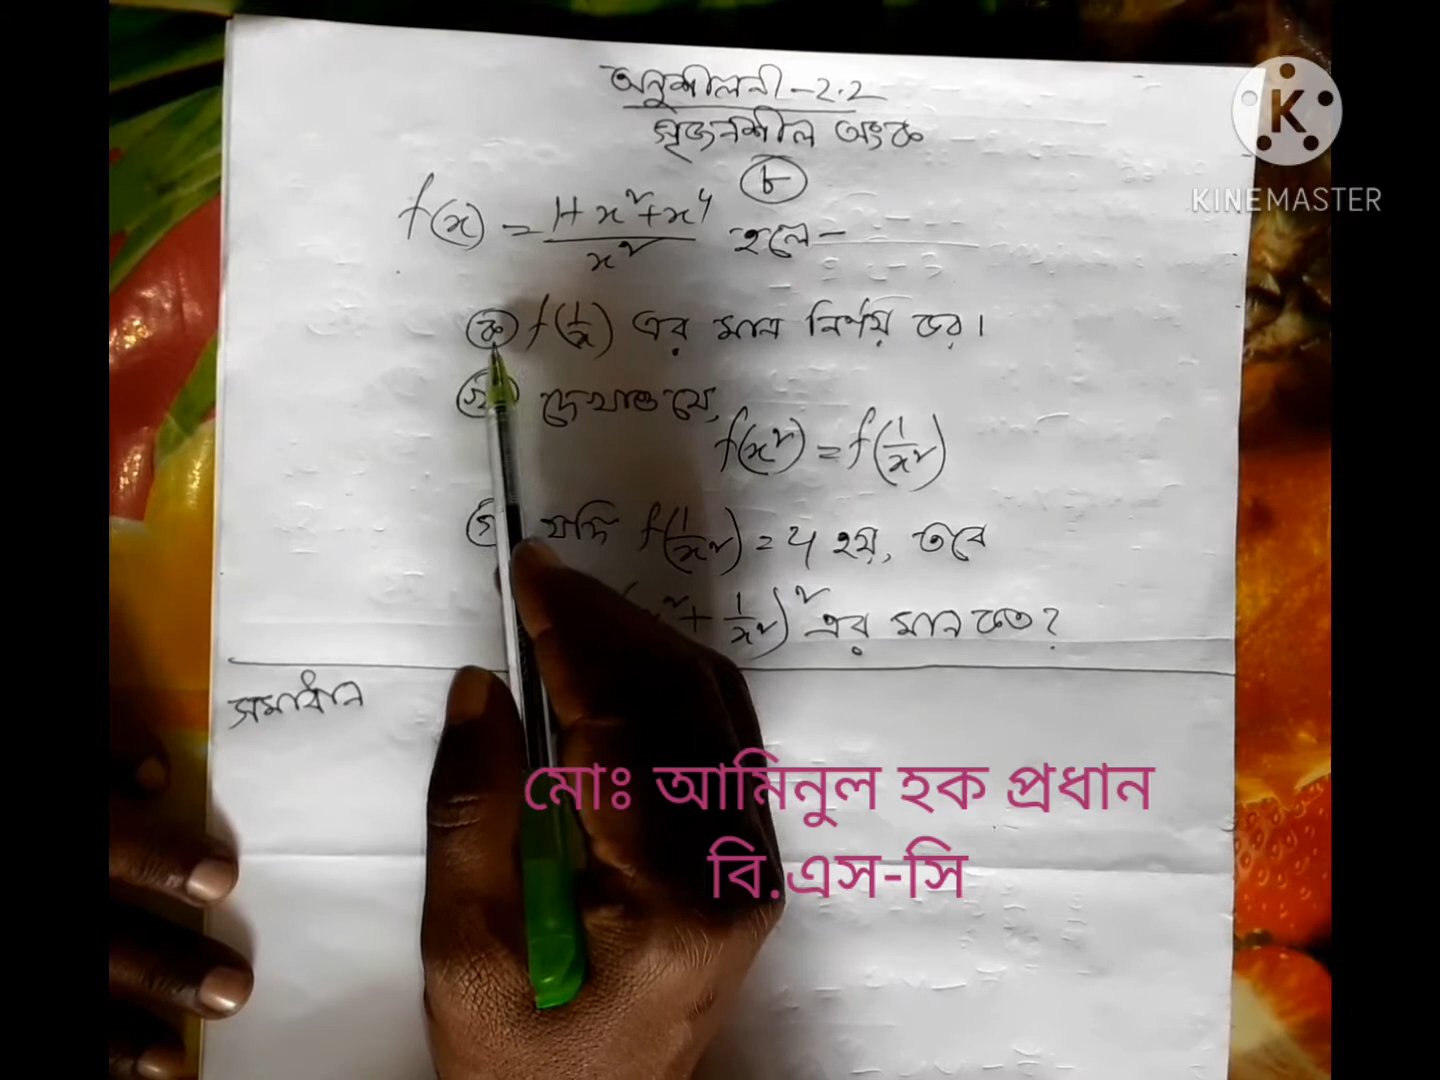 অনুশীলনী-২.২
সৃজনশীল অংক
৮
f(x) = 1+x²+x⁴/x² হলে-
ক f(1/x) এর মান নির্ণয় কর।
খ দেখাও যে,
f(x²) = f(1/x²)
গ যদি f(1/x²) = 4 হয়, তবে
(x² + 1/x²)² এর মান কত?
সমাধান
মোঃ আমিনুল হক প্রধান
বি.এস-সি
K
KINEMASTER